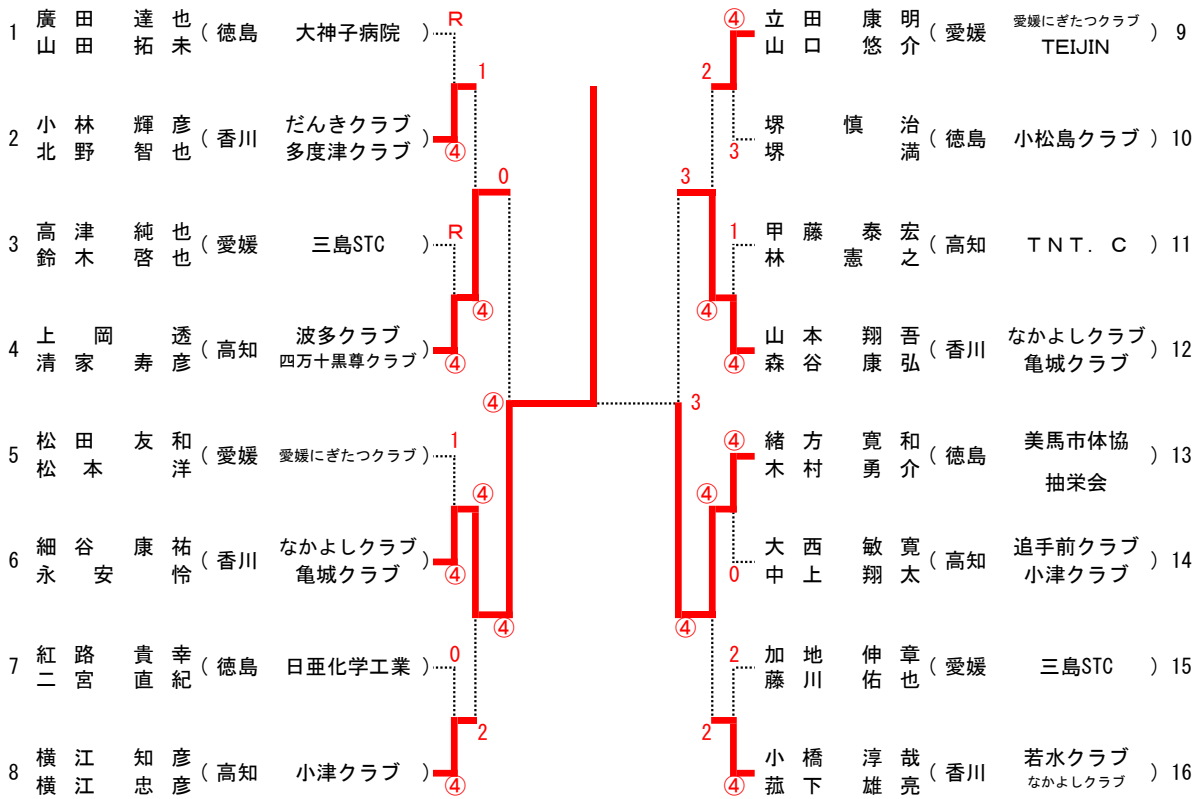 1 廣田達也 山田拓未 (徳島 大神子病院) R
1
2 小林輝彦 北野智也 (香川 だんきクラブ 多度津クラブ) ④
0
3 高津純也 鈴木啓也 (愛媛 三島STC) R
④
4 上岡透 清家寿彦 (高知 波多クラブ 四万十黒尊クラブ) ④
④
5 松田友和 松本洋 (愛媛 愛媛にぎたつクラブ) 1
④
6 細谷康祐 永安怜 (香川 なかよしクラブ 亀城クラブ) ④
④
7 紅路貴幸 二宮直紀 (徳島 日亜化学工業) 0
2
8 横江知彦 横江忠彦 (高知 小津クラブ) ④
④ 立田康明 山口悠介 (愛媛 愛媛にぎたつクラブ TEIJIN) 9
2
3 堺慎治 堺満 (徳島 小松島クラブ) 10
3
1 甲藤泰宏 林憲之 (高知 TNT.C) 11
④
④ 山本翔吾 森谷康弘 (香川 なかよしクラブ 亀城クラブ) 12
3
④ 緒方寛和 木村勇介 (徳島 美馬市体協 抽栄会) 13
④
0 大西敏寛 中上翔太 (高知 追手前クラブ 小津クラブ) 14
④
2 加地伸章 藤川佑也 (愛媛 三島STC) 15
2
④ 小橋淳哉 菰下雄亮 (香川 若水クラブ なかよしクラブ) 16